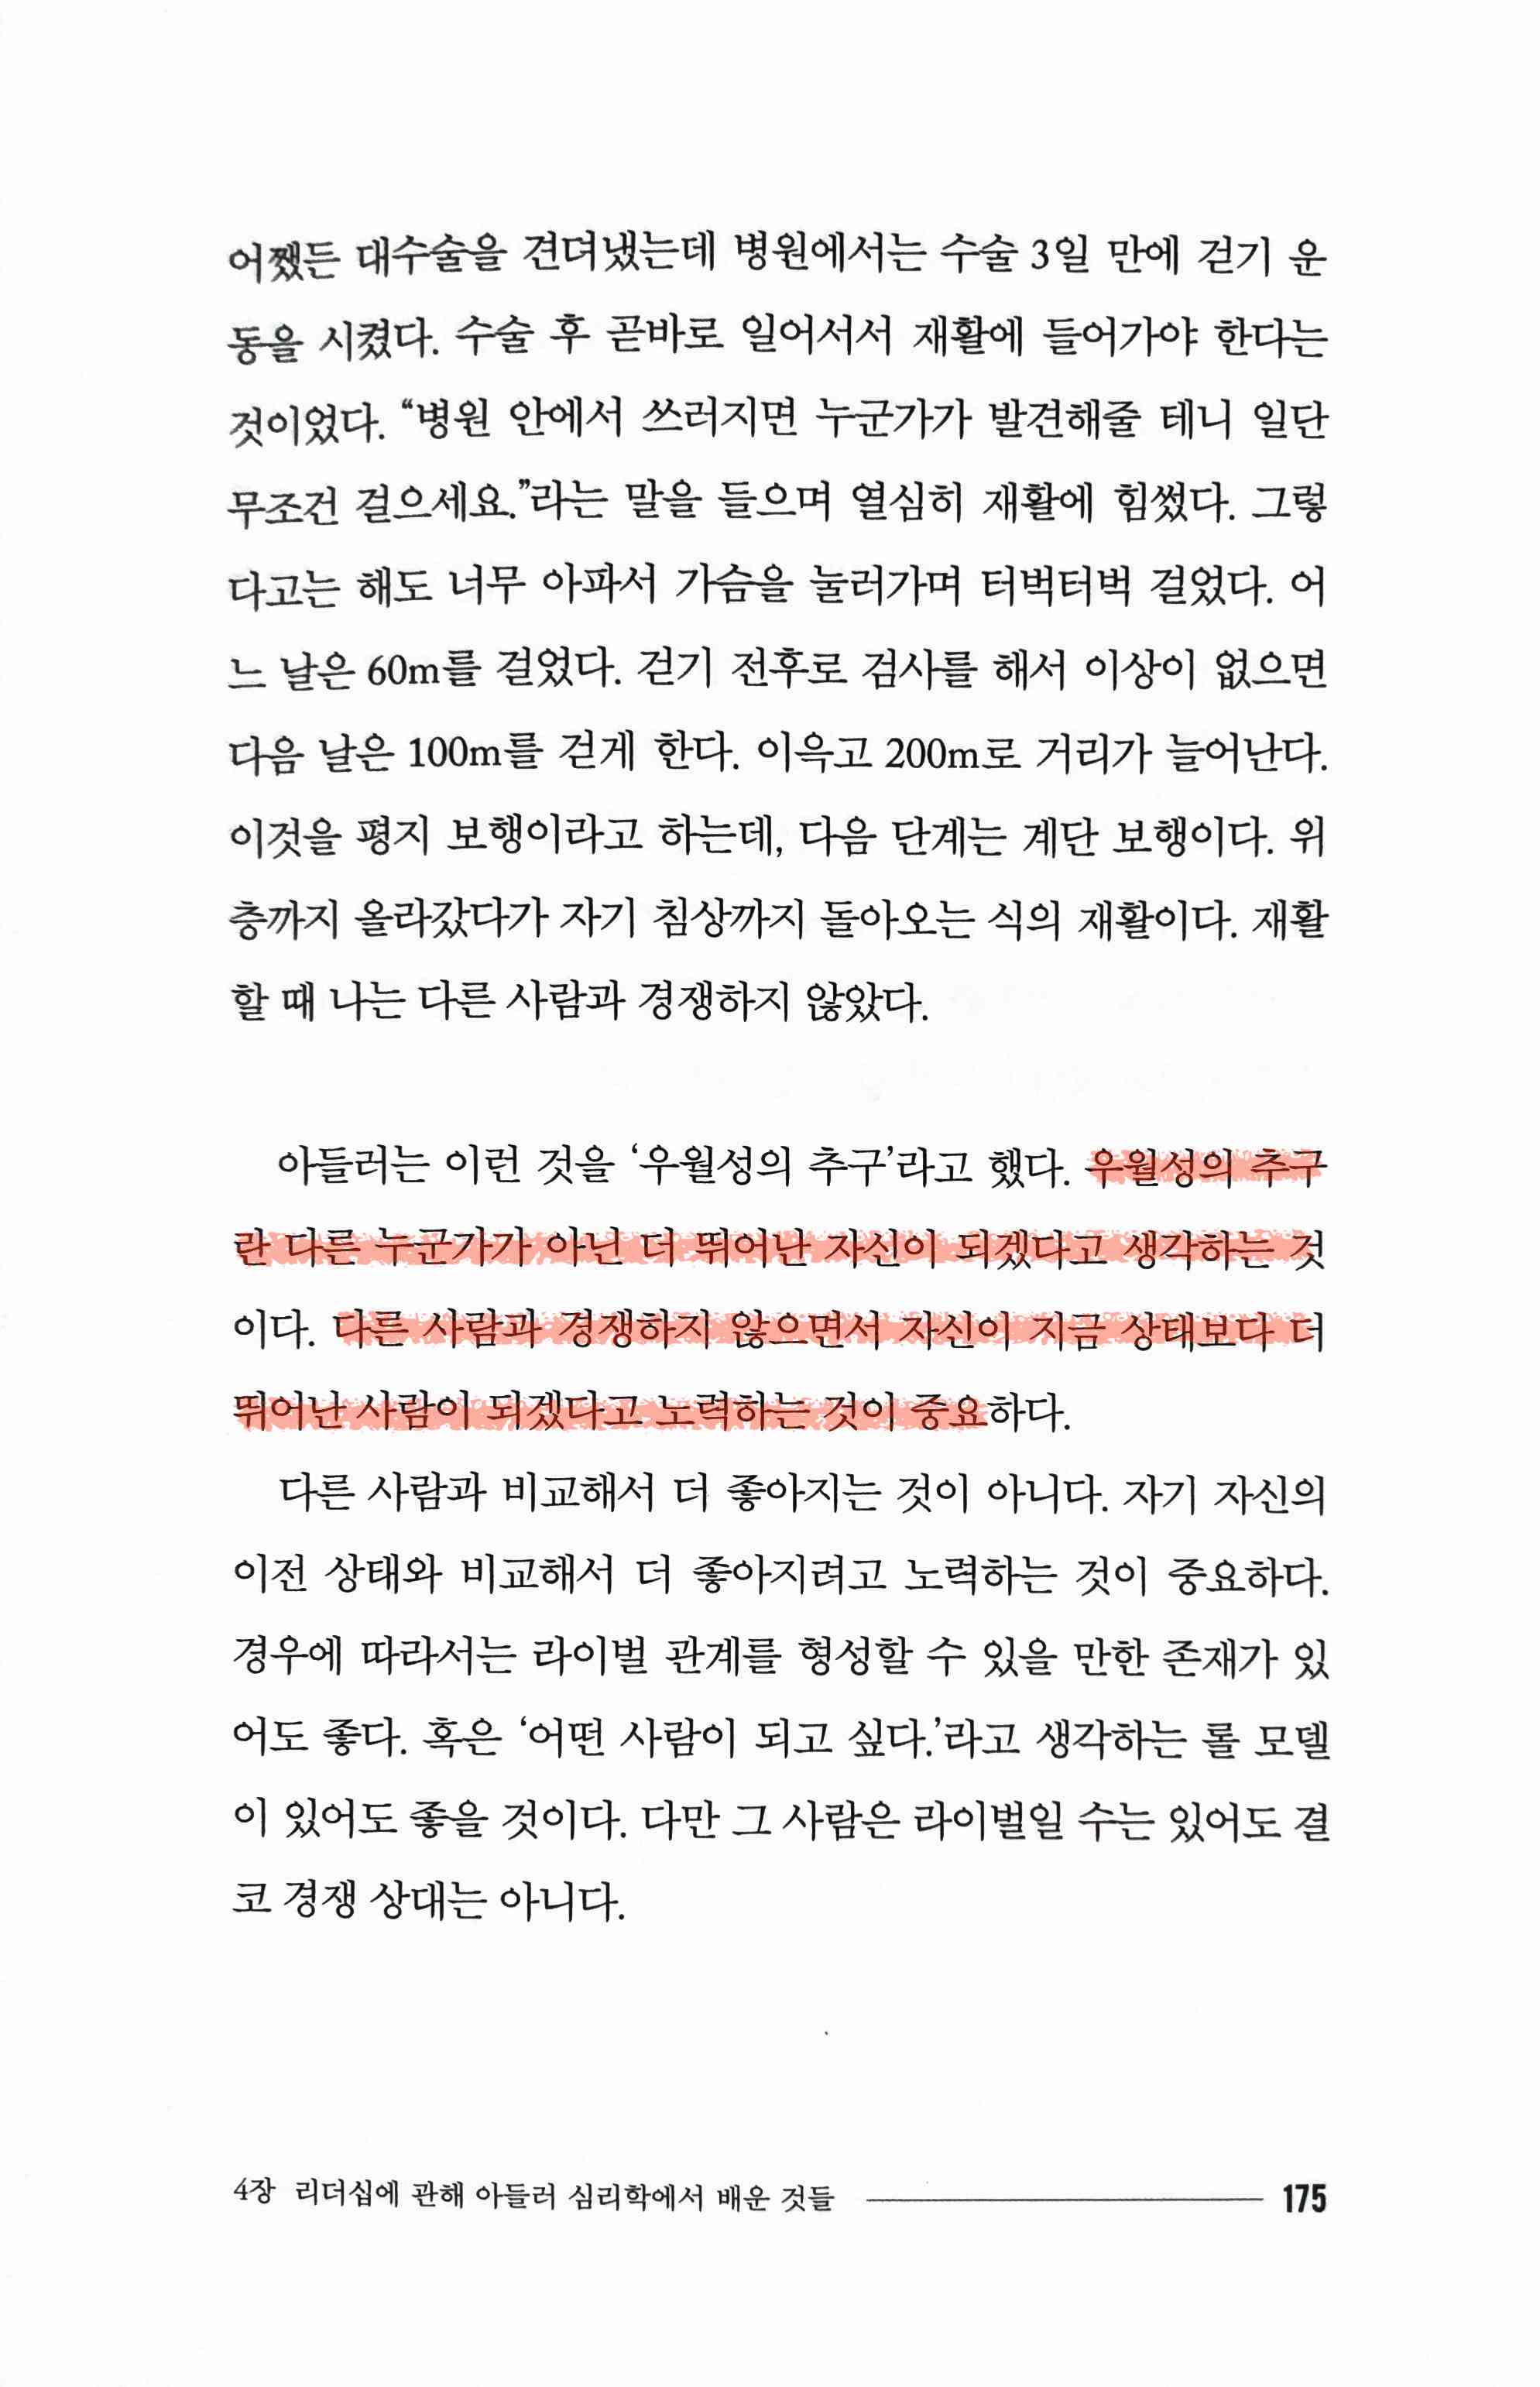 어쨌든 대수술을 견뎌냈는데 병원에서는 수술 3일 만에 걷기 운
동을 시켰다. 수술 후 곧바로 일어서서 재활에 들어가야 한다는
것이었다. “병원 안에서 쓰러지면 누군가가 발견해줄 테니 일단
무조건 걸으세요.”라는 말을 들으며 열심히 재활에 힘썼다. 그렇
다고는 해도 너무 아파서 가슴을 눌러가며 터벅터벅 걸었다. 어
느 날은 60m를 걸었다. 걷기 전후로 검사를 해서 이상이 없으면
다음 날은 100m를 걷게 한다. 이윽고 200m로 거리가 늘어난다.
이것을 평지 보행이라고 하는데, 다음 단계는 계단 보행이다. 위
층까지 올라갔다가 자기 침상까지 돌아오는 식의 재활이다. 재활
할 때 나는 다른 사람과 경쟁하지 않았다.
아들러는 이런 것을 ‘우월성의 추구’라고 했다. 우월성의 추구
란 다른 누군가가 아닌 더 뛰어난 자신이 되겠다고 생각하는 것
이다. 다른 사람과 경쟁하지 않으면서 자신이 지금 상태보다 더
뛰어난 사람이 되겠다고 노력하는 것이 중요하다.
다른 사람과 비교해서 더 좋아지는 것이 아니다. 자기 자신의
이전 상태와 비교해서 더 좋아지려고 노력하는 것이 중요하다.
경우에 따라서는 라이벌 관계를 형성할 수 있을 만한 존재가 있
어도 좋다. 혹은 ‘어떤 사람이 되고 싶다.’라고 생각하는 롤 모델
이 있어도 좋을 것이다. 다만 그 사람은 라이벌일 수는 있어도 결
코 경쟁 상대는 아니다.
4장 리더십에 관해 아들러 심리학에서 배운 것들 175